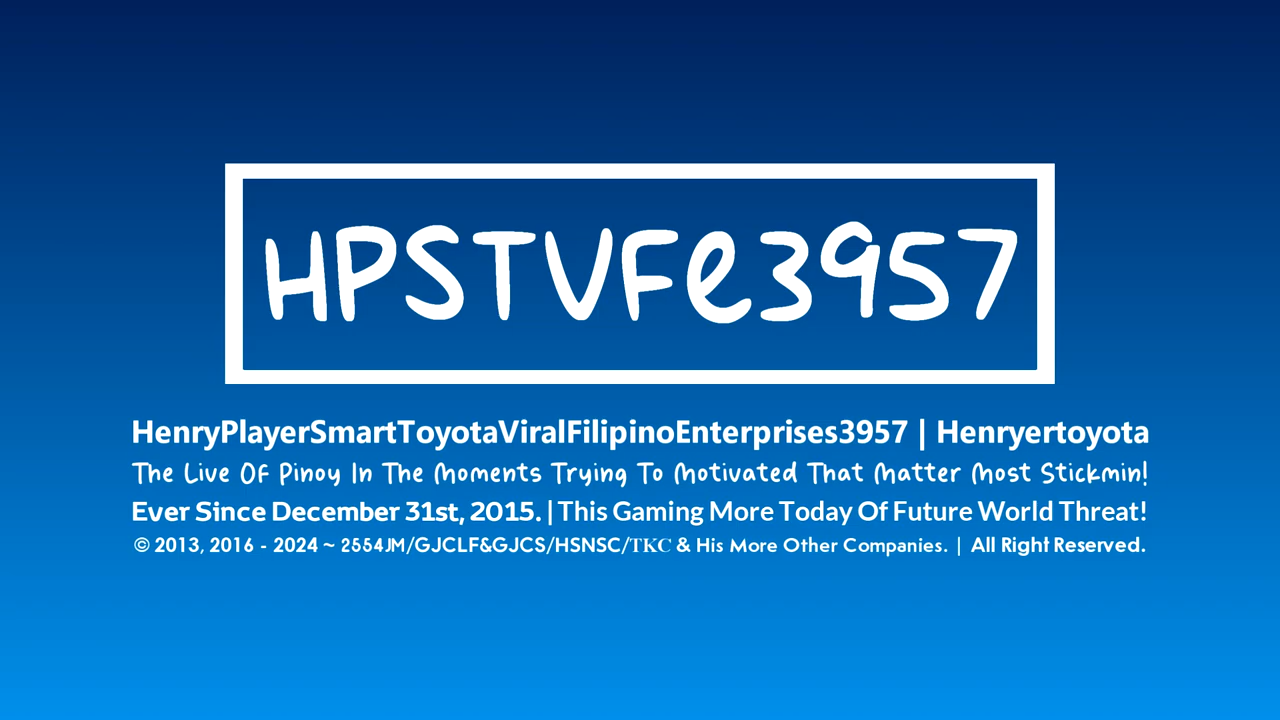 HPSTVFe3957
HenryPlayerSmartToyotaViralFilipinoEnterprises3957 | Henryertoyota
The Live Of Pinoy In The Moments Trying To Motivated That Matter Most Stickmin!
Ever Since December 31st, 2015. | This Gaming More Today Of Future World Threat!
© 2013, 2016 - 2024 ~ 2554JM/GJCLF&GJCS/HSNSC/TKC & His More Other Companies. | All Right Reserved.